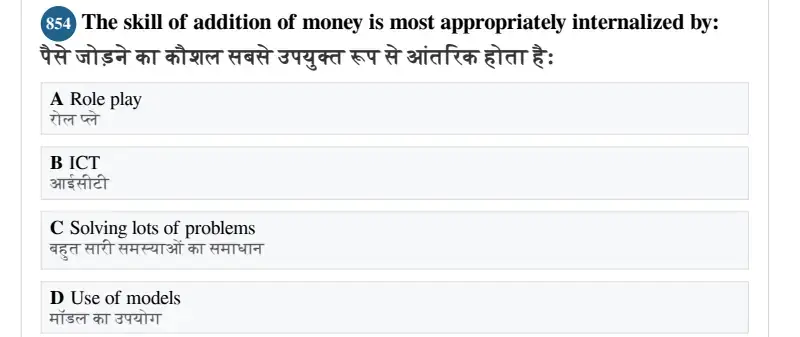 854 The skill of addition of money is most appropriately internalized by:
पैसे जोड़ने का कौशल सबसे उपयुक्त रूप से आंतरिक होता है:
A Role play
रोल प्ले
B ICT
आईसीटी
C Solving lots of problems
बहुत सारी समस्याओं का समाधान
D Use of models
मॉडल का उपयोग